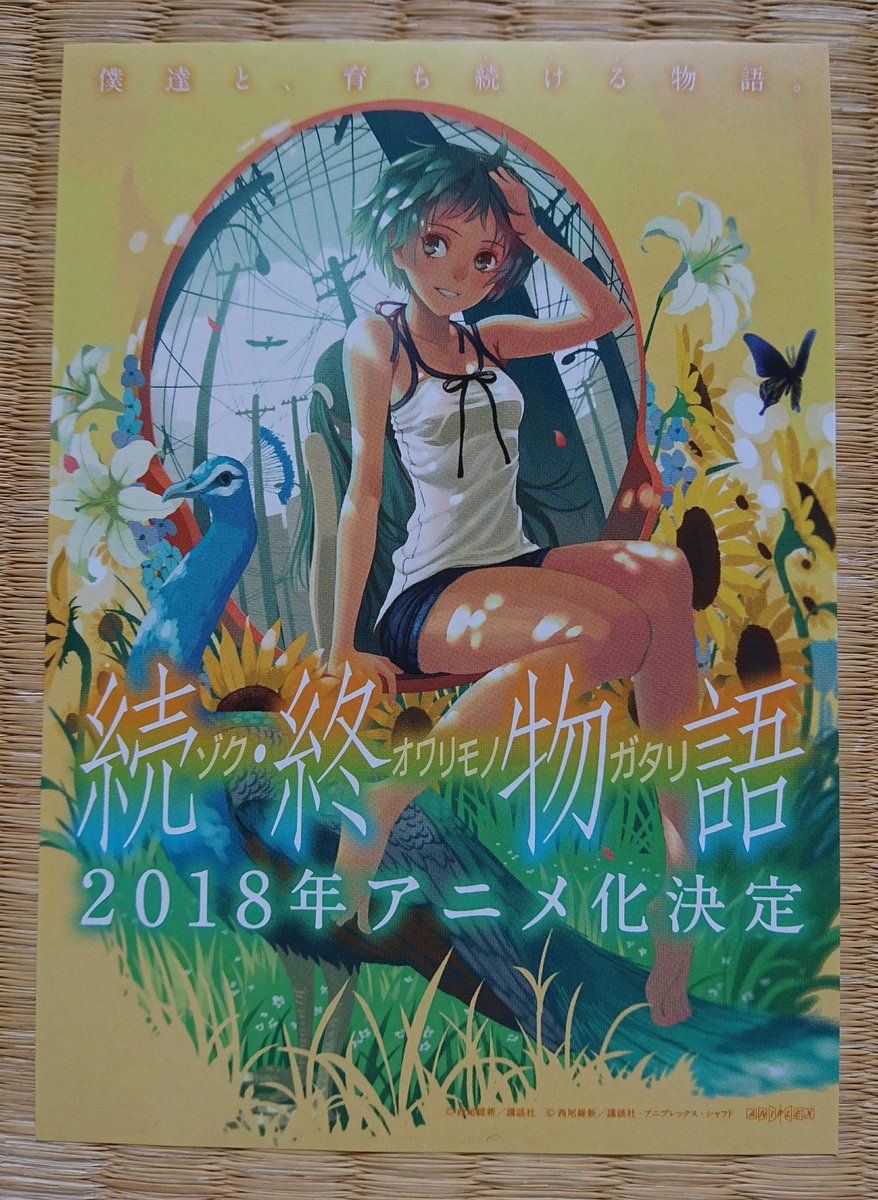 僕達と、育ち続ける物語。
続ゾク・終オワリモノ物ガタリ語
2018年アニメ化決定
©西尾維新／講談社 ©西尾維新／講談社・アニプレックス・シャフト ANIPLEX